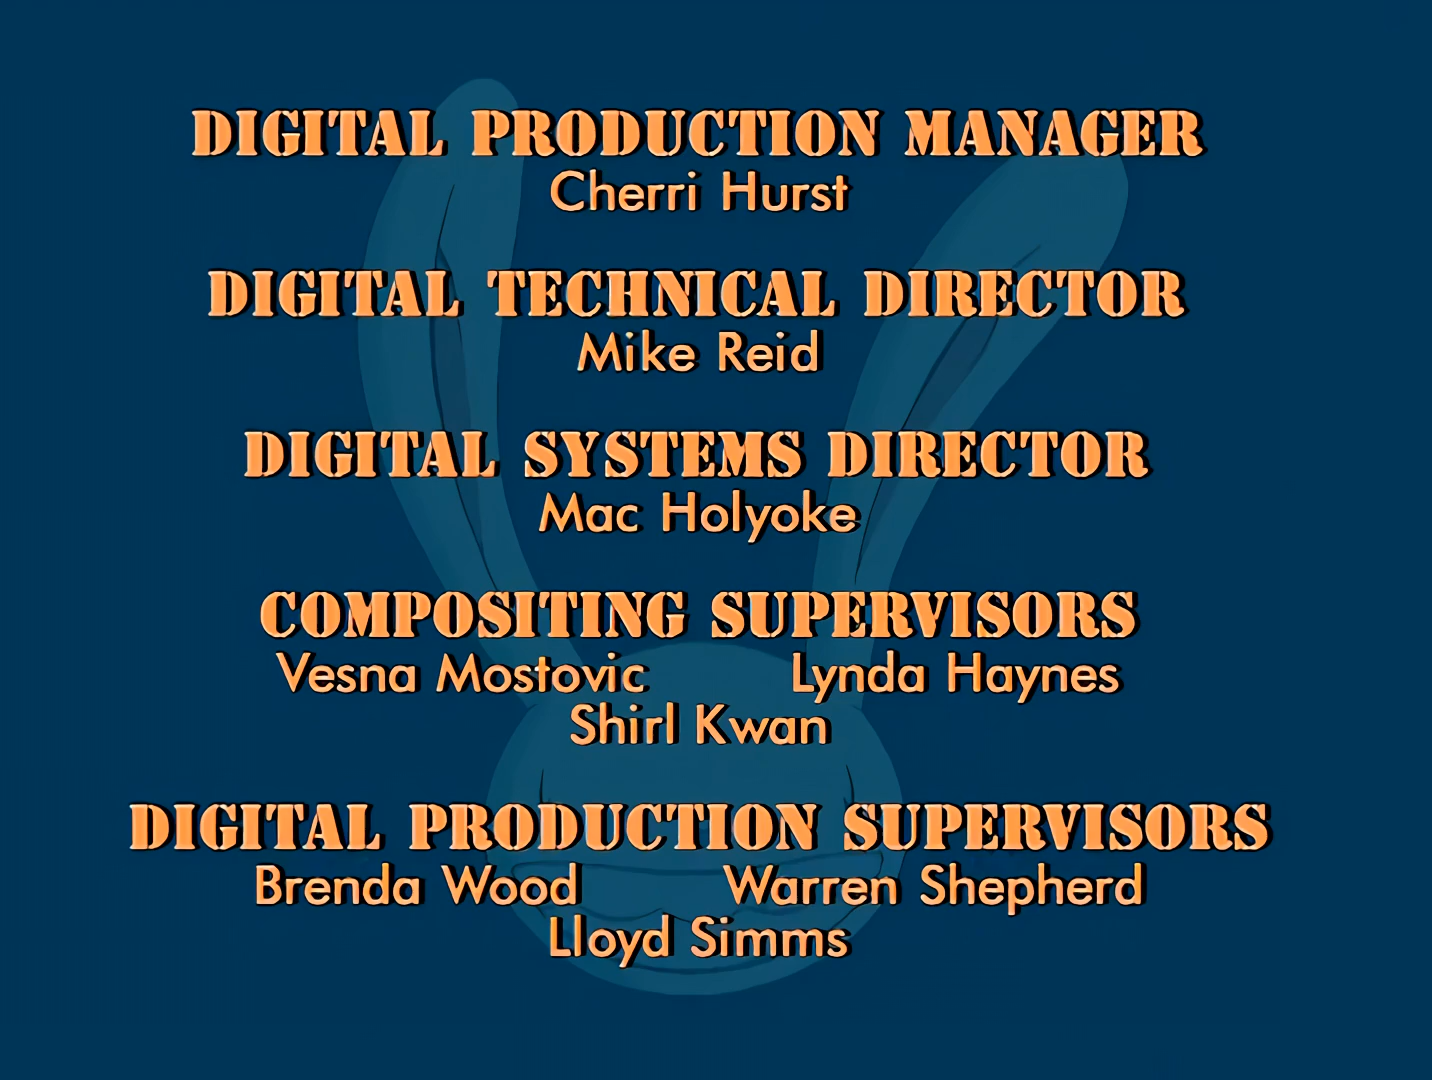 DIGITAL PRODUCTION MANAGER
Cherri Hurst
DIGITAL TECHNICAL DIRECTOR
Mike Reid
DIGITAL SYSTEMS DIRECTOR
Mac Holyoke
COMPOSITING SUPERVISORS
Vesna Mostovic Lynda Haynes
Shirl Kwan
DIGITAL PRODUCTION SUPERVISORS
Brenda Wood Warren Shepherd
Lloyd Simms